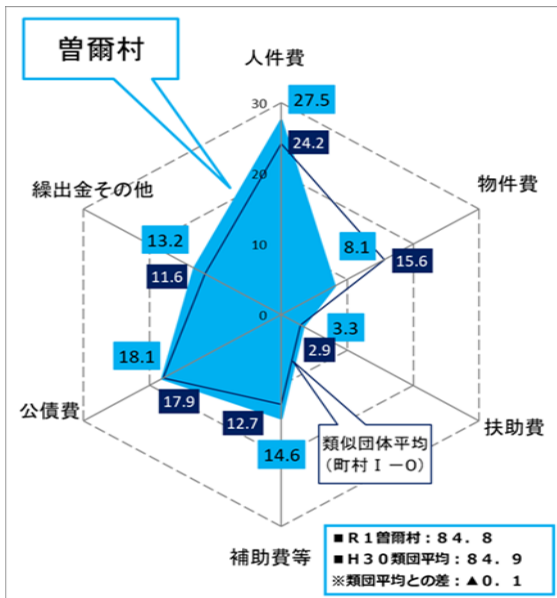 曽爾村
人件費
30
27.5
24.2
20
物件費
繰出金その他
13.2
11.6
10
8.1
15.6
0
3.3
2.9
18.1
17.9
公債費
12.7
14.6
扶助費
類似団体平均
(町村Ⅰ－0)
補助費等
■R1曽爾村：84.8
■H30類団平均：84.9
※類団平均との差：▲0.1